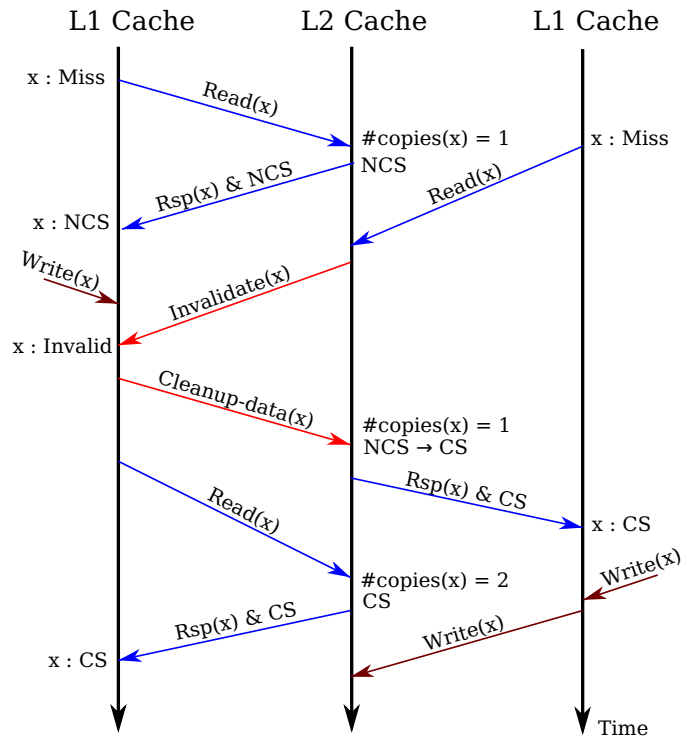 L1 Cache
L2 Cache
L1 Cache
x : Miss
Read(x)
#copies(x) = 1
NCS
x : Miss
Rsp(x) & NCS
Read(x)
x : NCS
Write(x)
Invalidate(x)
x : Invalid
Cleanup-data(x)
#copies(x) = 1
NCS → CS
Rsp(x) & CS
Read(x)
x : CS
Write(x)
#copies(x) = 2
CS
Rsp(x) & CS
Write(x)
x : CS
Time